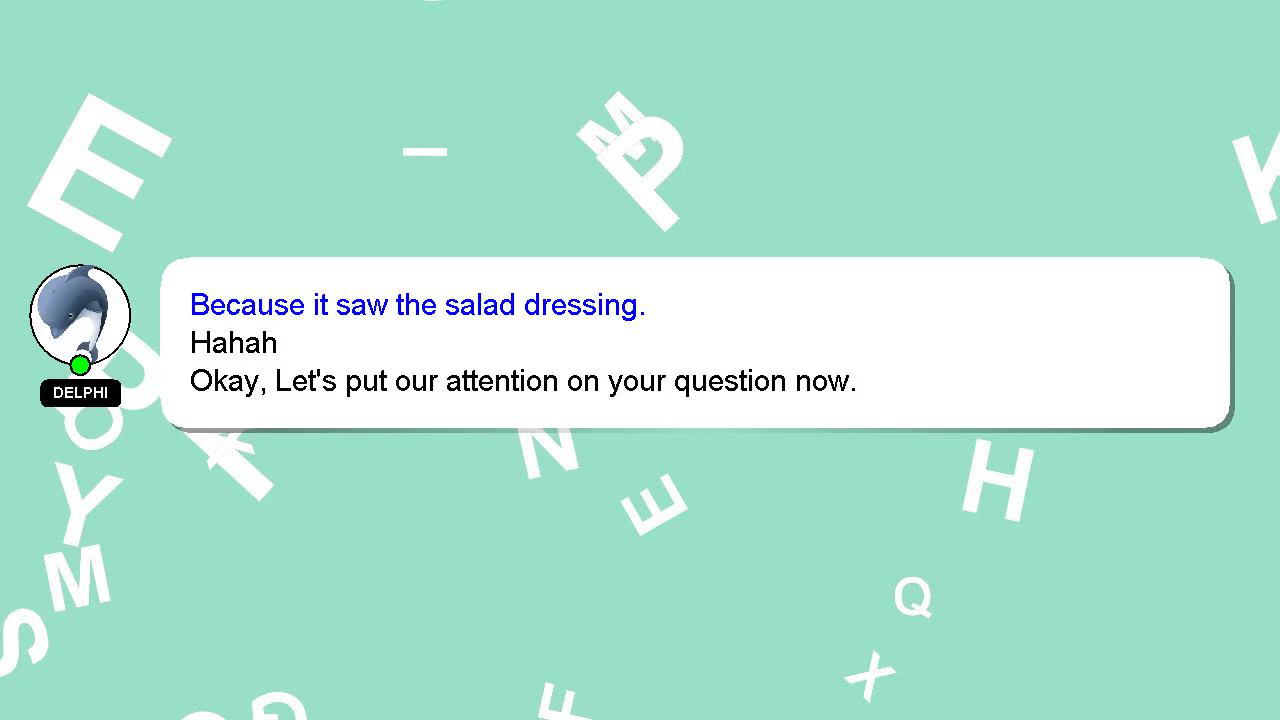 Because it saw the salad dressing.
Hahah
Okay, Let's put our attention on your question now.
DELPHI
E
M
P
K
N
H
E
Y
M
S
Q
X
G
F